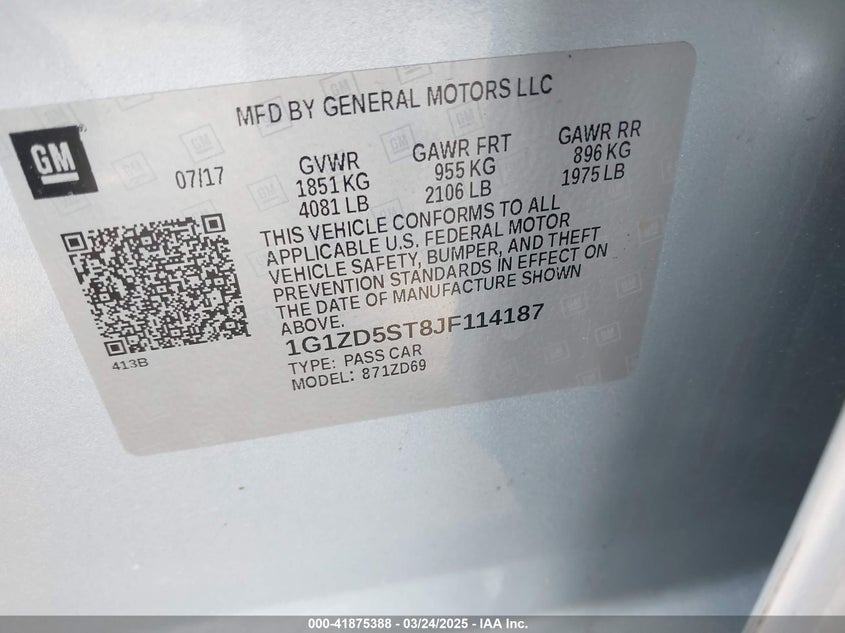 MFD BY GENERAL MOTORS LLC
GM
07/17
GVWR
1851 KG
4081 LB
GAWR FRT
955 KG
2106 LB
GAWR RR
896 KG
1975 LB
THIS VEHICLE CONFORMS TO ALL
APPLICABLE U.S. FEDERAL MOTOR
VEHICLE SAFETY, BUMPER, AND THEFT
PREVENTION STANDARDS IN EFFECT ON
THE DATE OF MANUFACTURE SHOWN
ABOVE.
1G1ZD5ST8JF114187
TYPE: PASS CAR
MODEL: 871ZD69
413B
000-41875388 - 03/24/2025 - IAA Inc.